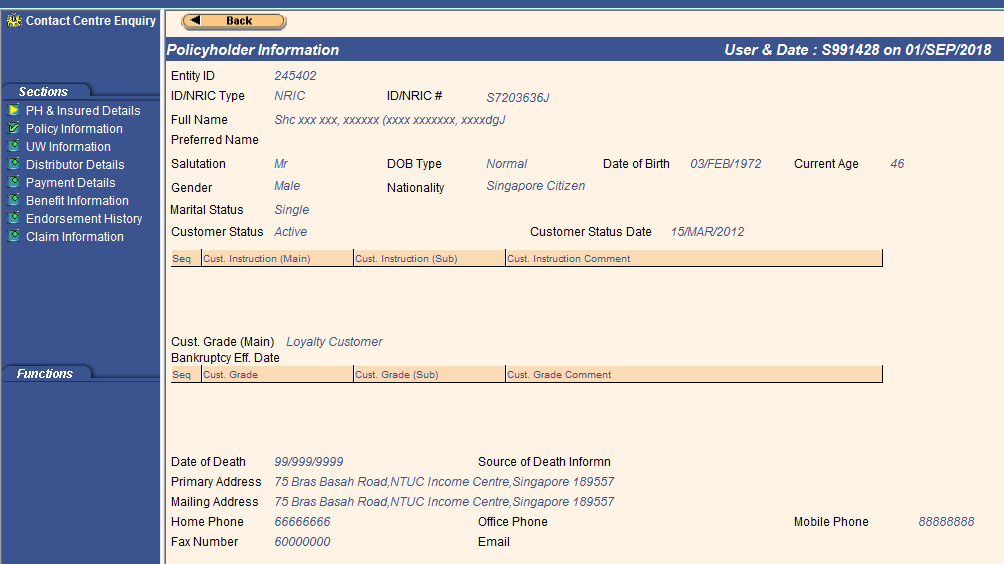 Contact Centre Enquiry
Back
Policyholder Information User & Date : S991428 on 01/SEP/2018
Sections
PH & Insured Details
Policy Information
UW Information
Distributor Details
Payment Details
Benefit Information
Endorsement History
Claim Information
Functions
Entity ID 245402
ID/NRIC Type NRIC ID/NRIC # S7203636J
Full Name Shc xxx xxx, xxxxxx (xxxx xxxxxxx, xxxxdgJ
Preferred Name
Salutation Mr DOB Type Normal Date of Birth 03/FEB/1972 Current Age 46
Gender Male Nationality Singapore Citizen
Marital Status Single
Customer Status Active Customer Status Date 15/MAR/2012
Seq Cust. Instruction (Main) Cust. Instruction (Sub) Cust. Instruction Comment
Cust. Grade (Main) Loyalty Customer
Bankruptcy Eff. Date
Seq Cust. Grade Cust. Grade (Sub) Cust. Grade Comment
Date of Death 99/999/9999 Source of Death Informn
Primary Address 75 Bras Basah Road,NTUC Income Centre,Singapore 189557
Mailing Address 75 Bras Basah Road,NTUC Income Centre,Singapore 189557
Home Phone 66666666 Office Phone Mobile Phone 88888888
Fax Number 60000000 Email